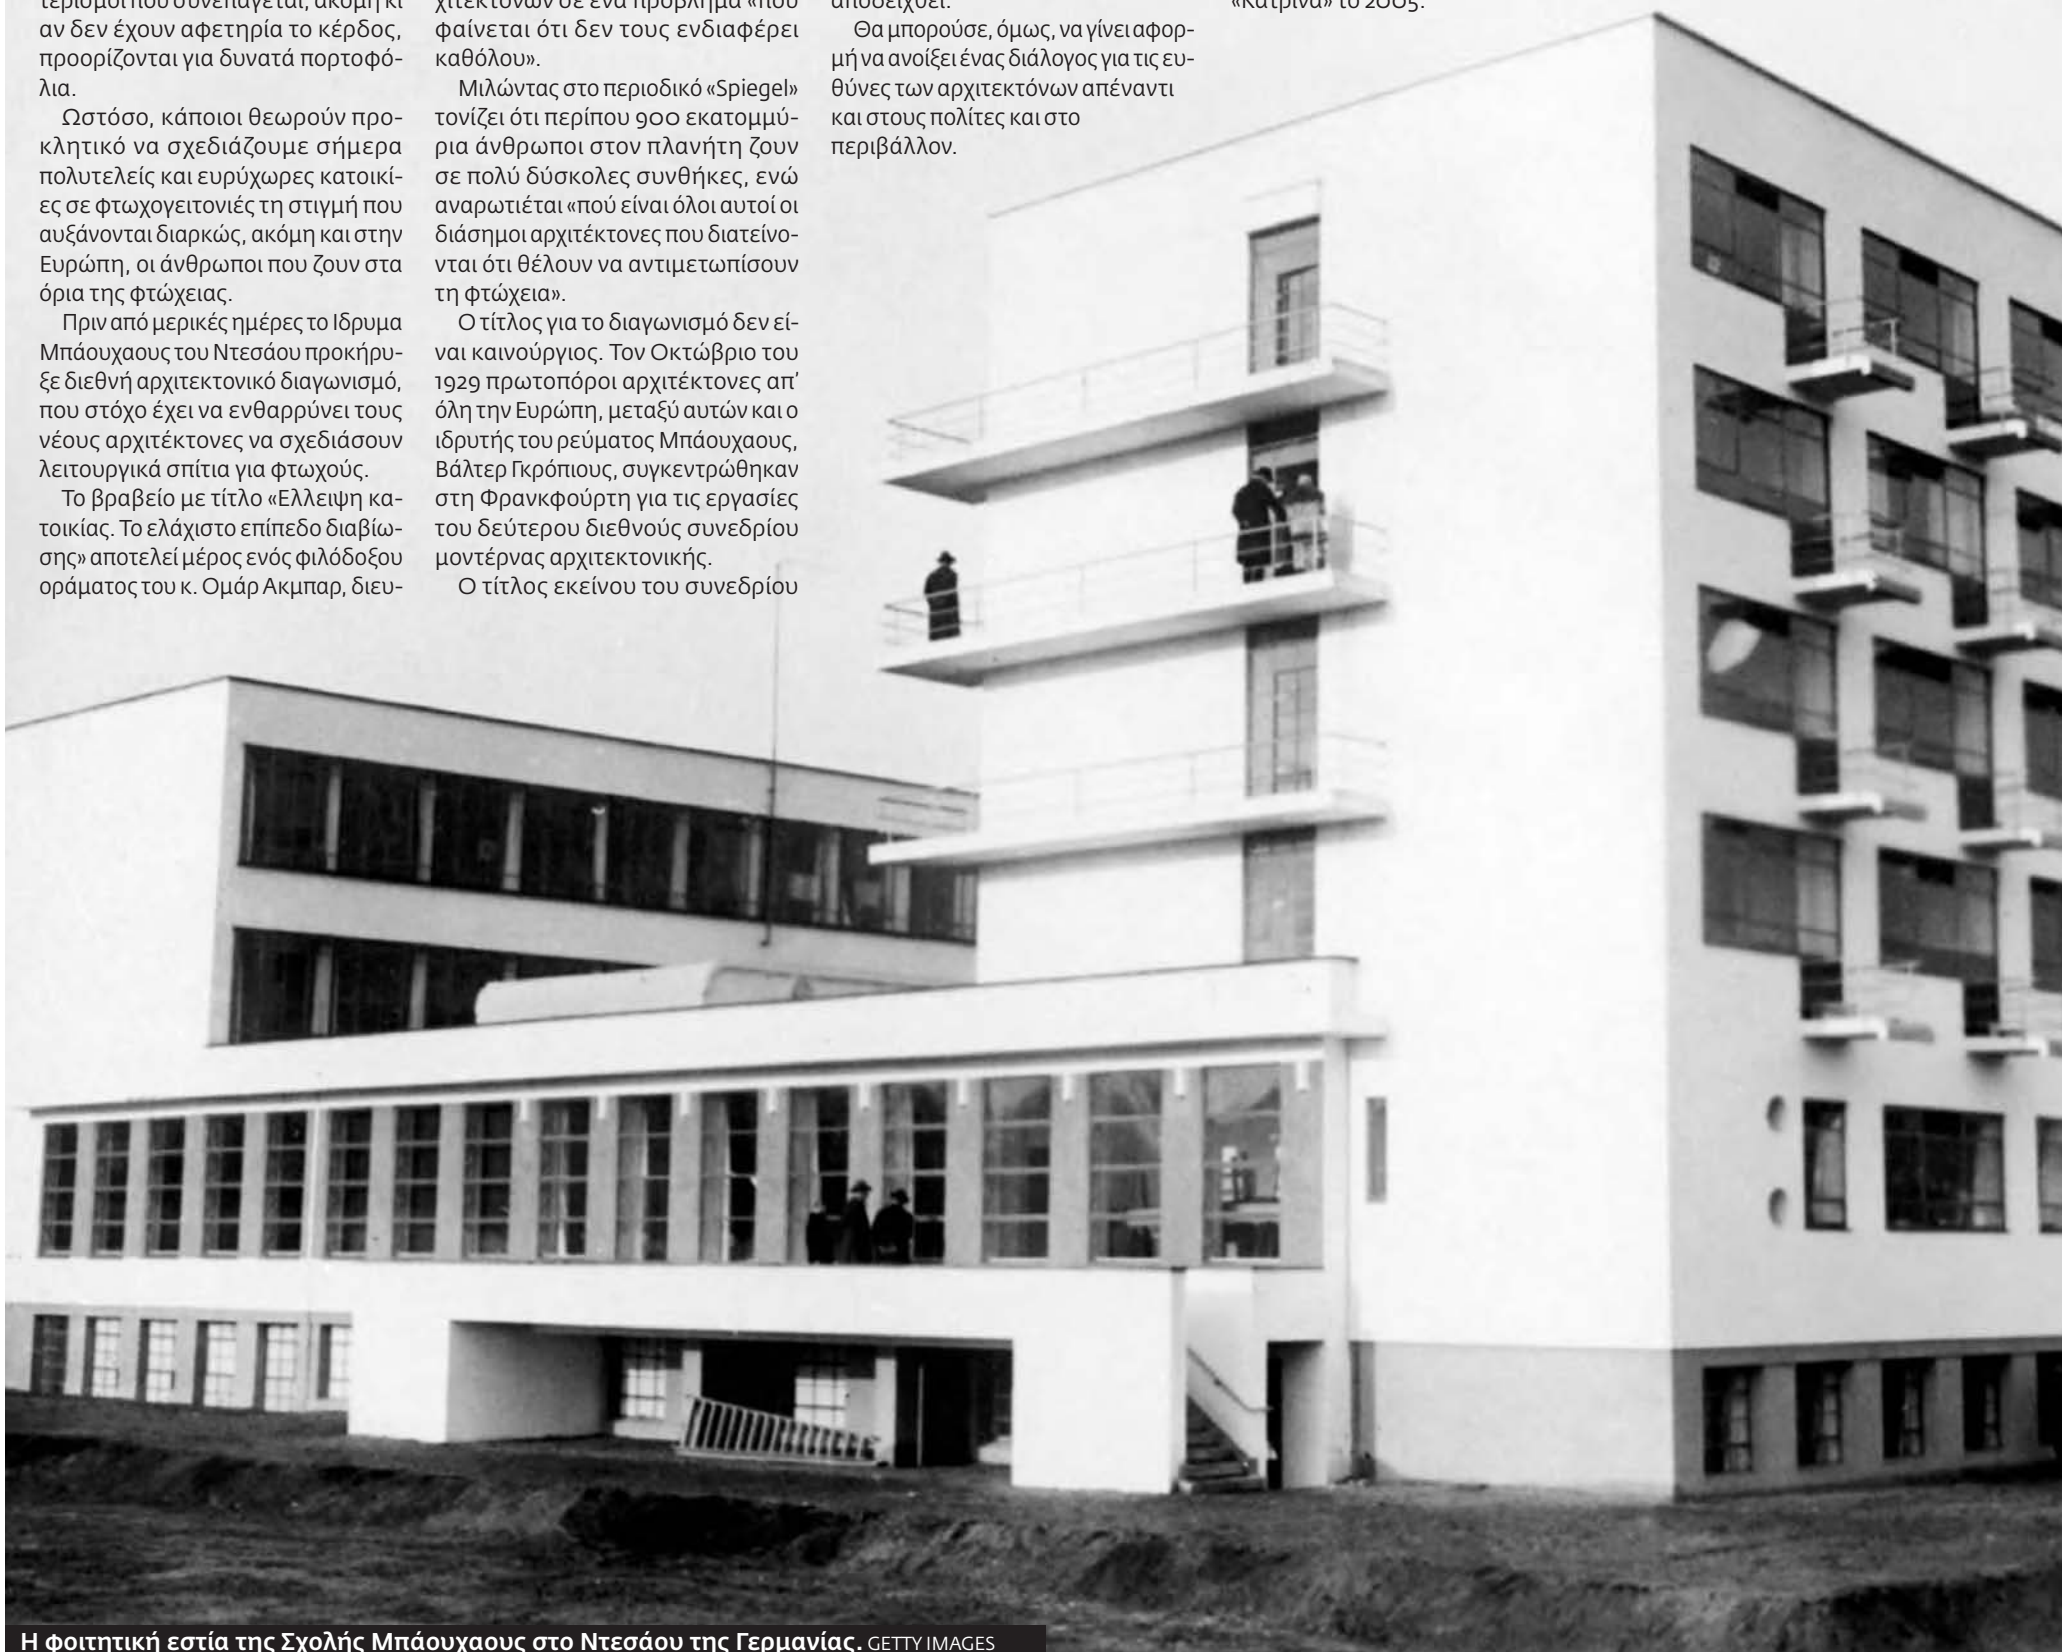 τερισμοί που συνεπάγεται, ακόμη κι
αν δεν έχουν αφετηρία το κέρδος,
προορίζονται για δυνατά πορτοφό-
λια.
Ωστόσο, κάποιοι θεωρούν προ-
κλητικό να σχεδιάζουμε σήμερα
πολυτελείς και ευρύχωρες κατοικί-
ες σε φτωχογειτονιές τη στιγμή που
αυξάνονται διαρκώς, ακόμη και στην
Ευρώπη, οι άνθρωποι που ζουν στα
όρια της φτώχειας.
Πριν από μερικές ημέρες το Ιδρυμα
Μπάουχαους του Ντεσάου προκήρυ-
ξε διεθνή αρχιτεκτονικό διαγωνισμό,
που στόχο έχει να ενθαρρύνει τους
νέους αρχιτέκτονες να σχεδιάσουν
λειτουργικά σπίτια για φτωχούς.
Το βραβείο με τίτλο «Ελλειψη κα-
τοικίας. Το ελάχιστο επίπεδο διαβίω-
σης» αποτελεί μέρος ενός φιλόδοξου
οράματος του κ. Ομάρ Ακμπαρ, διευ-
χιτεκτόνων σε ένα πρόβλημα «που
φαίνεται ότι δεν τους ενδιαφέρει
καθόλου».
Μιλώντας στο περιοδικό «Spiegel»
τονίζει ότι περίπου 900 εκατομμύ-
ρια άνθρωποι στον πλανήτη ζουν
σε πολύ δύσκολες συνθήκες, ενώ
αναρωτιέται «πού είναι όλοι αυτοί οι
διάσημοι αρχιτέκτονες που διατείνο-
νται ότι θέλουν να αντιμετωπίσουν
τη φτώχεια».
Ο τίτλος για το διαγωνισμό δεν εί-
ναι καινούργιος. Τον Οκτώβριο του
1929 πρωτοπόροι αρχιτέκτονες απ'
όλη την Ευρώπη, μεταξύ αυτών και ο
ιδρυτής του ρεύματος Μπάουχαους,
Βάλτερ Γκρόπιους, συγκεντρώθηκαν
στη Φρανκφούρτη για τις εργασίες
του δεύτερου διεθνούς συνεδρίου
μοντέρνας αρχιτεκτονικής.
Ο τίτλος εκείνου του συνεδρίου
αποδειχθεί.
Θα μπορούσε, όμως, να γίνει αφορ-
μή να ανοίξει ένας διάλογος για τις ευ-
θύνες των αρχιτεκτόνων απέναντι
και στους πολίτες και στο
περιβάλλον.
«Κατρίνα» το 2005.
Η φοιτητική εστία της Σχολής Μπάουχαους στο Ντεσάου της Γερμανίας. GETTY IMAGES